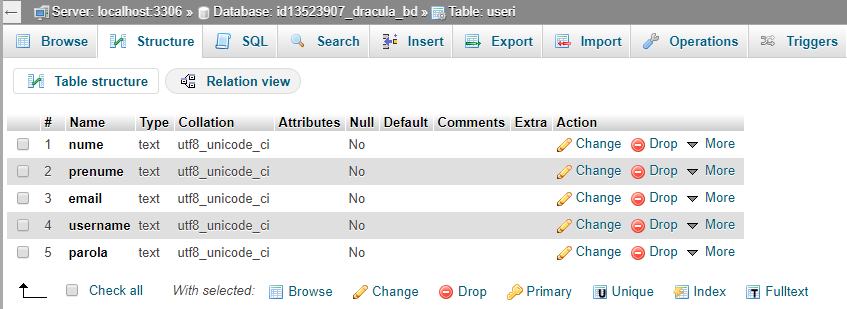 Server: localhost:3306 » Database: id13523907_dracula_bd » Table: useri
Browse Structure SQL Search Insert Export Import Operations Triggers
Table structure Relation view
# Name Type Collation Attributes Null Default Comments Extra Action
1 nume text utf8_unicode_ci No Change Drop More
2 prenume text utf8_unicode_ci No Change Drop More
3 email text utf8_unicode_ci No Change Drop More
4 username text utf8_unicode_ci No Change Drop More
5 parola text utf8_unicode_ci No Change Drop More
Check all With selected: Browse Change Drop Primary Unique Index Fulltext